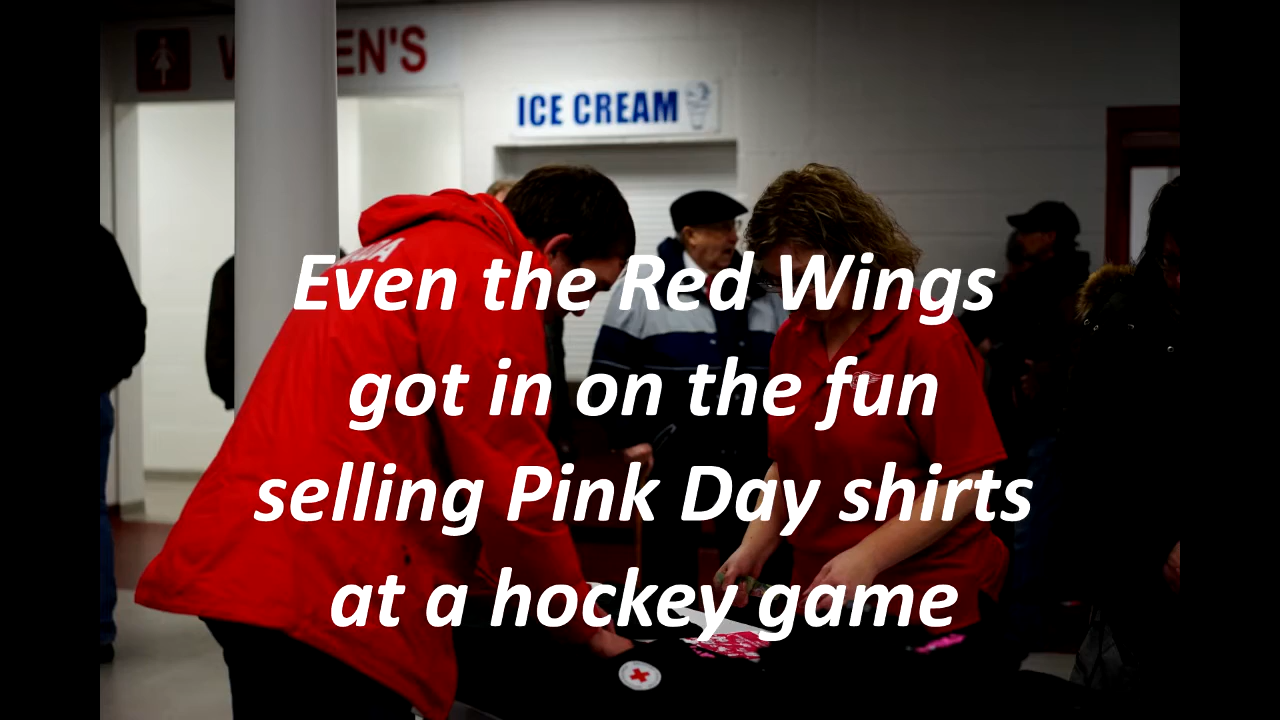 WOMEN'S
ICE CREAM
Even the Red Wings
got in on the fun
selling Pink Day shirts
at a hockey game